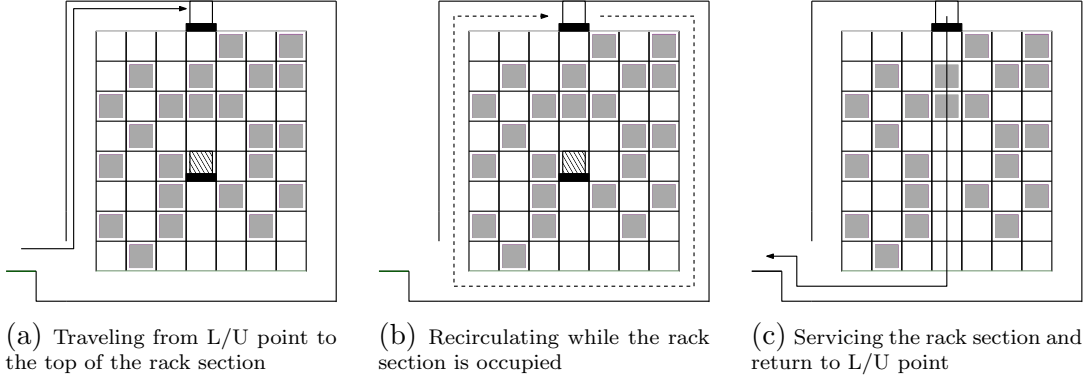 (a) Traveling from L/U point to
the top of the rack section
(b) Recirculating while the rack
section is occupied
(c) Servicing the rack section and
return to L/U point